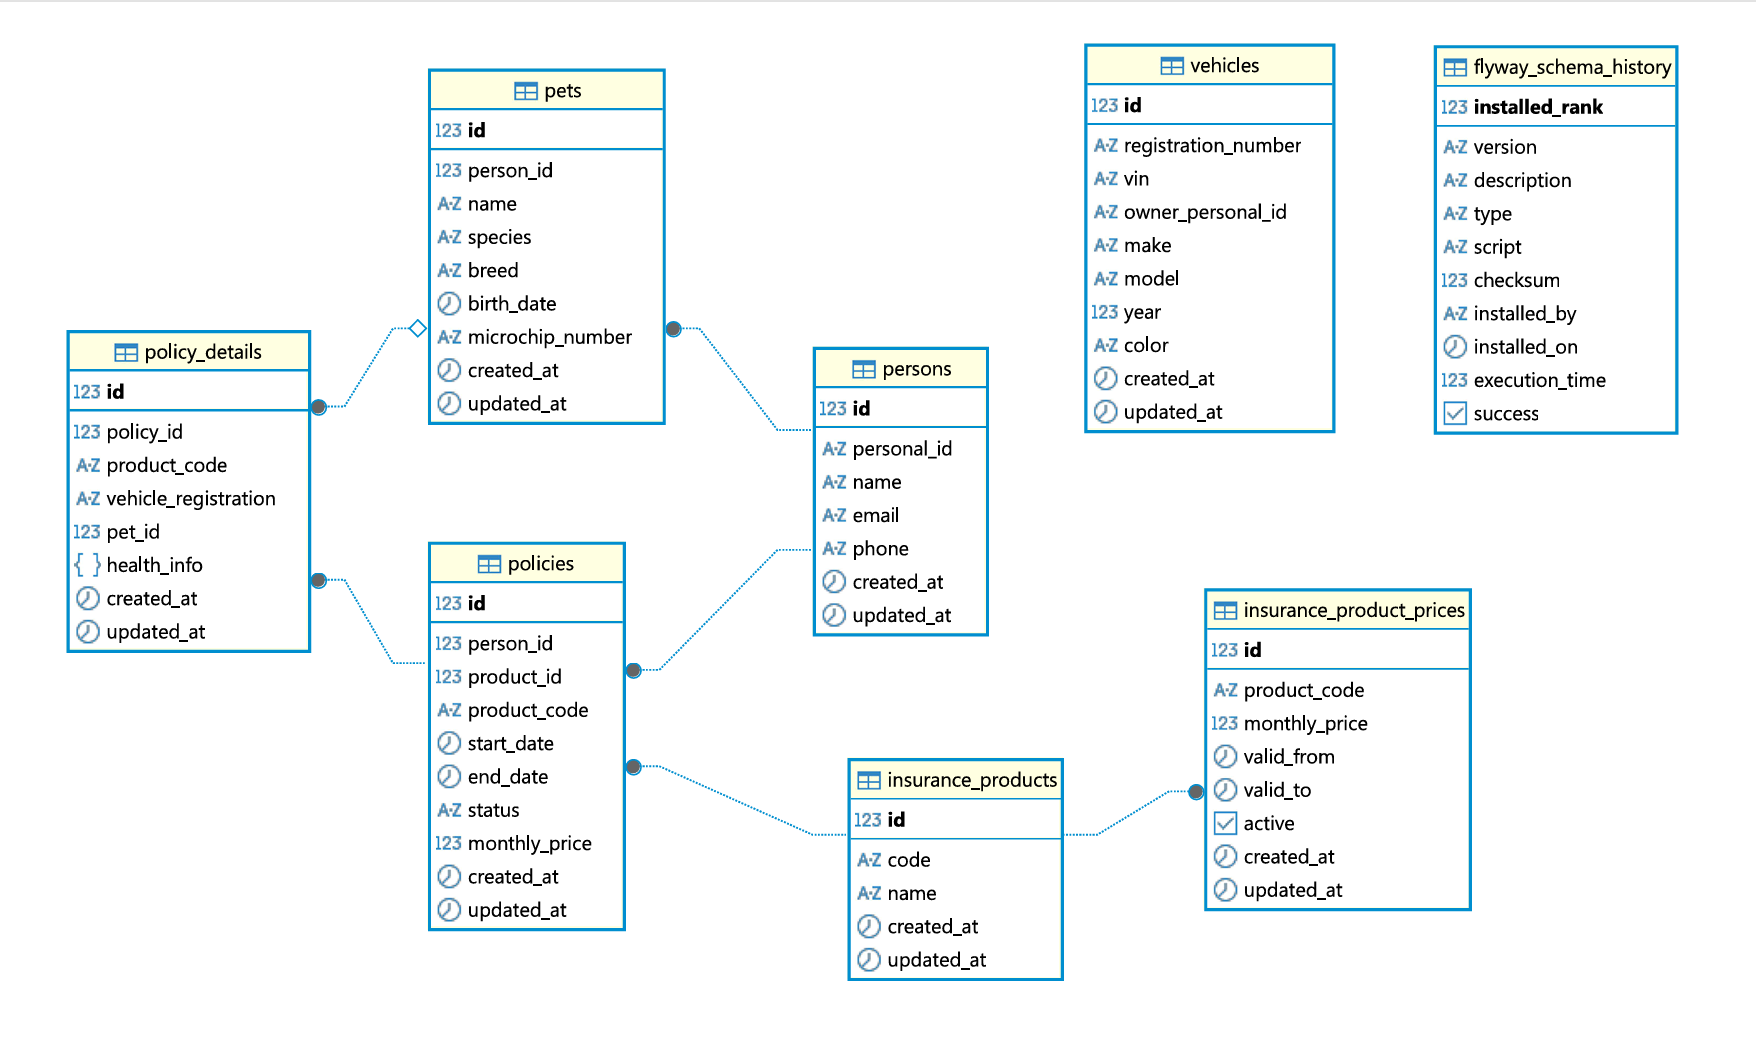 pets
123 id
123 person_id
A-Z name
A-Z species
A-Z breed
birth_date
A-Z microchip_number
created_at
updated_at
vehicles
123 id
A-Z registration_number
A-Z vin
A-Z owner_personal_id
A-Z make
A-Z model
123 year
A-Z color
created_at
updated_at
flyway_schema_history
123 installed_rank
A-Z version
A-Z description
A-Z type
A-Z script
123 checksum
A-Z installed_by
installed_on
123 execution_time
success
policy_details
123 id
123 policy_id
A-Z product_code
A-Z vehicle_registration
123 pet_id
{ } health_info
created_at
updated_at
persons
123 id
A-Z personal_id
A-Z name
A-Z email
A-Z phone
created_at
updated_at
policies
123 id
123 person_id
123 product_id
A-Z product_code
start_date
end_date
A-Z status
123 monthly_price
created_at
updated_at
insurance_products
123 id
A-Z code
A-Z name
created_at
updated_at
insurance_product_prices
123 id
A-Z product_code
123 monthly_price
valid_from
valid_to
active
created_at
updated_at